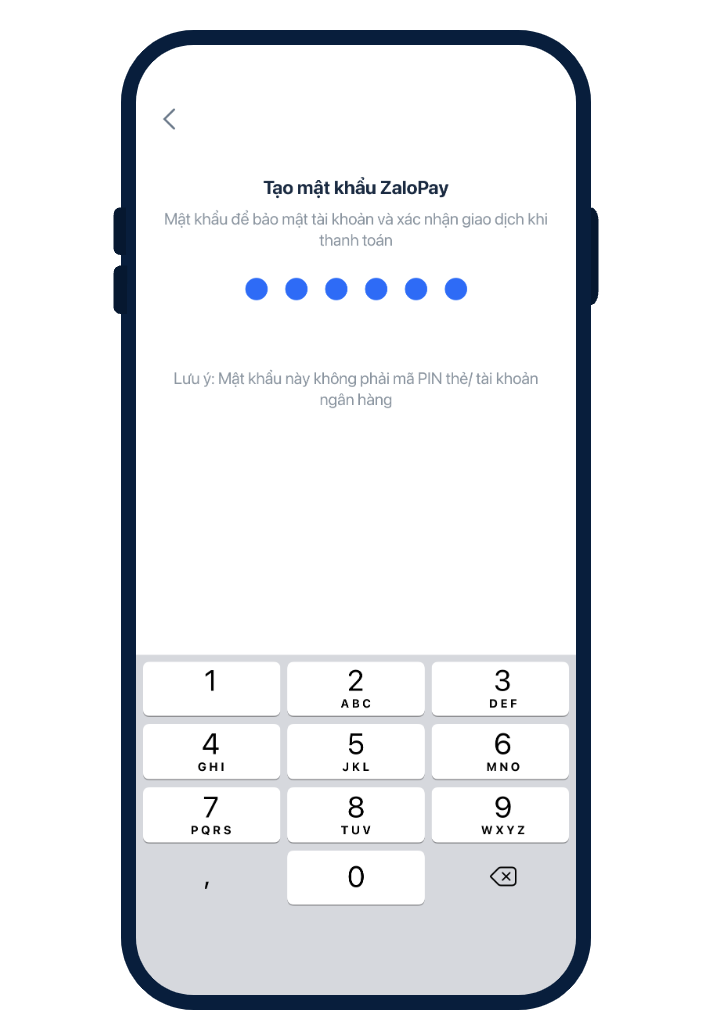 Tạo mật khẩu ZaloPay
Mật khẩu để bảo mật tài khoản và xác nhận giao dịch khi
thanh toán
Lưu ý: Mật khẩu này không phải mã PIN thẻ/ tài khoản
ngân hàng
1 2 3
ABC DEF
4 5 6
GHI JKL MNO
7 8 9
PQRS TUV WXYZ
, 0